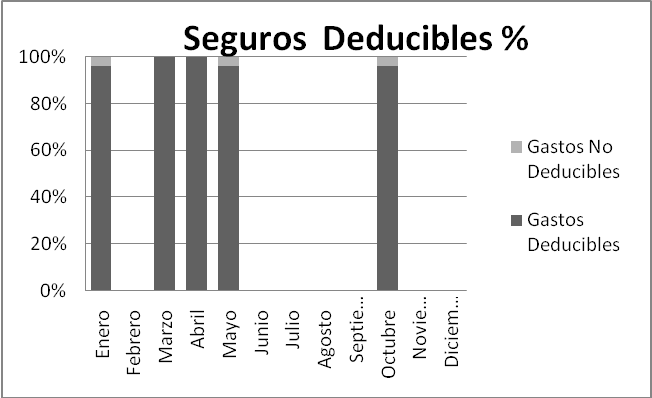 Seguros  Deducibles %
100%
80%
60%
40%
20%
0%
Enero
Febrero
Marzo
Abril
Mayo
Junio
Julio
Agosto
Septie...
Octubre
Novie...
Diciem...
Gastos No
Deducibles
Gastos
Deducibles